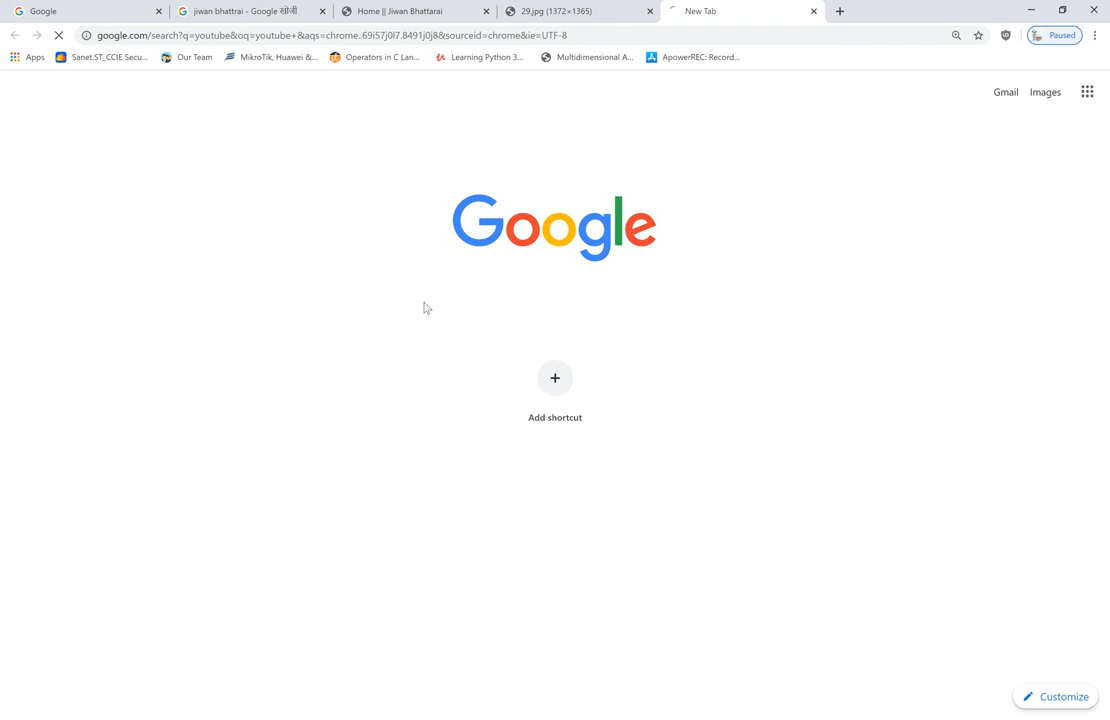 Google
jiwan bhattrai - Google खोजी
Home || Jiwan Bhattarai
29.jpg (1372×1365)
New Tab
google.com/search?q=youtube&oq=youtube+&aqs=chrome..69i57j0l7.8491j0j8&sourceid=chrome&ie=UTF-8
Paused
Apps
Sanet.ST_CCIE Secu...
Our Team
MikroTik, Huawei &...
Operators in C Lan...
Learning Python 3...
Multidimensional A...
ApowerREC: Record...
Gmail
Images
Google
Add shortcut
Customize